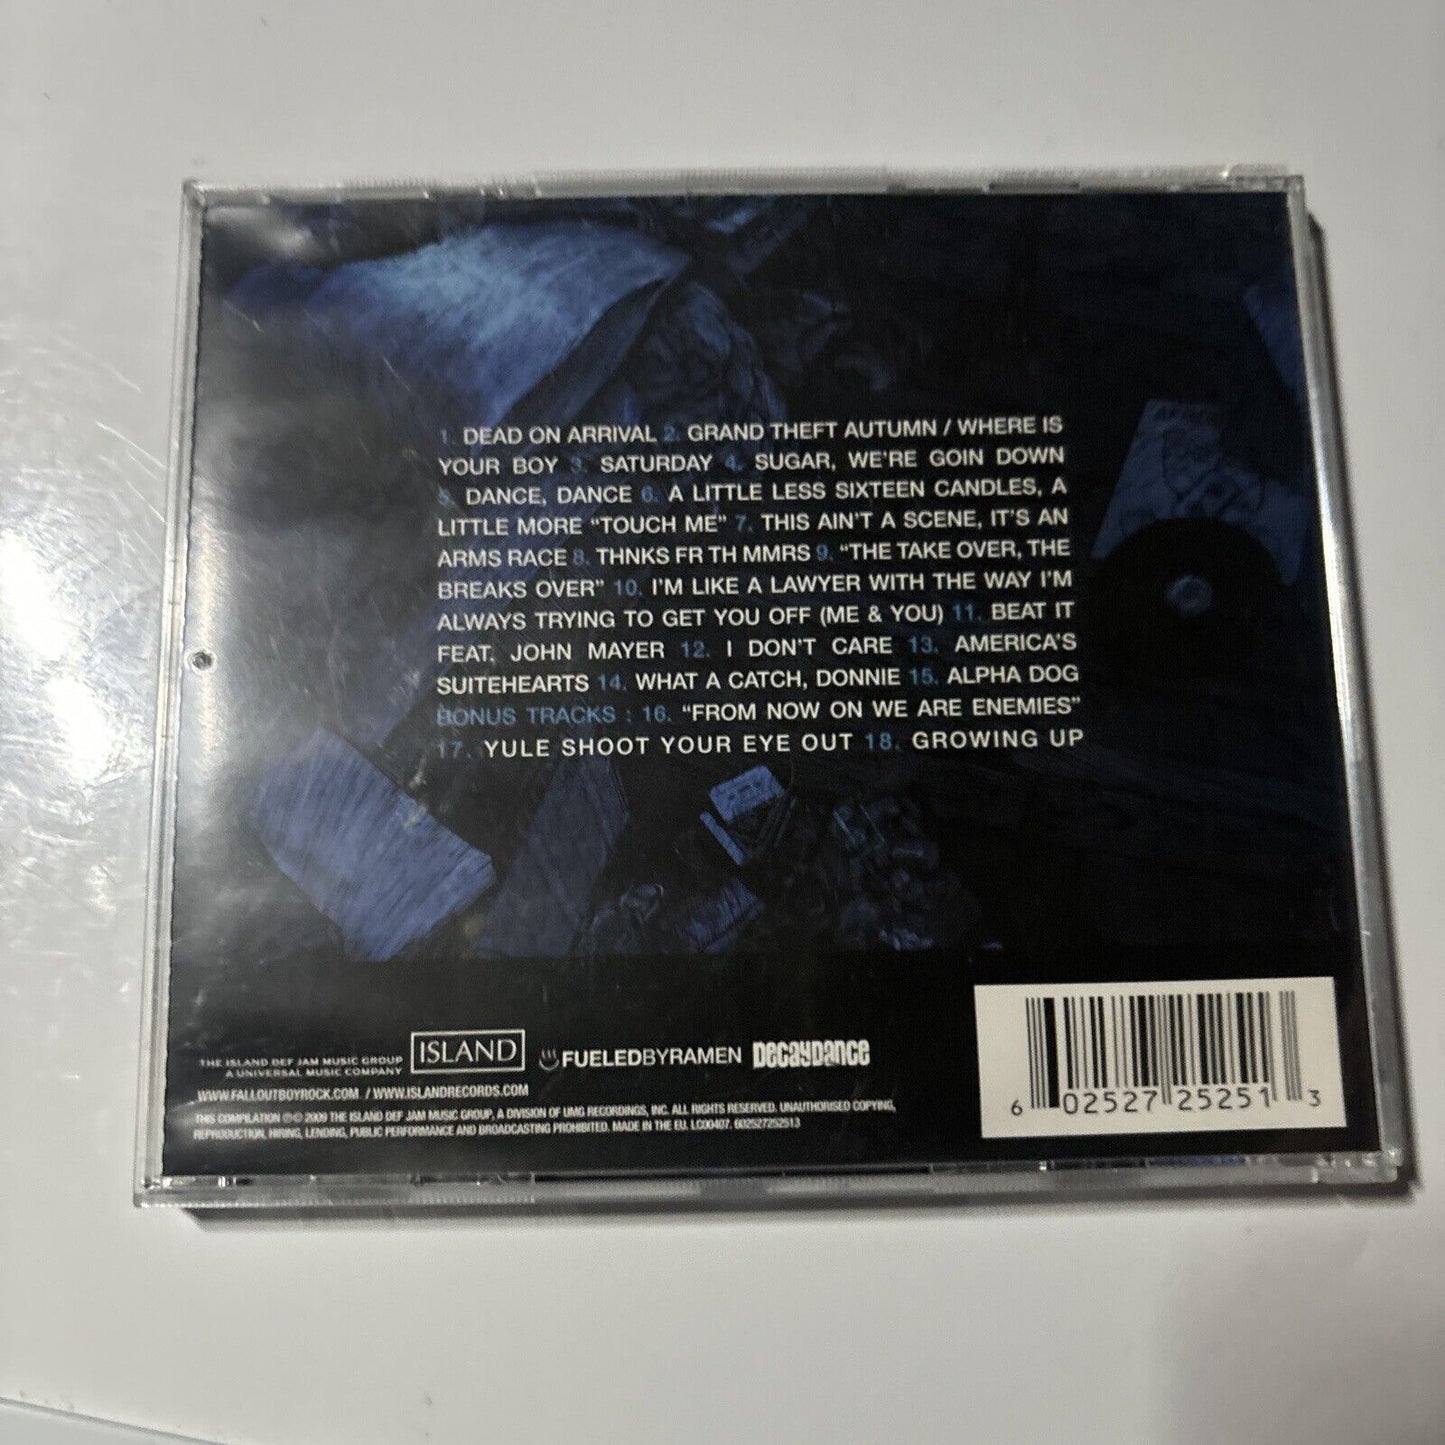 1. DEAD ON ARRIVAL 2. GRAND THEFT AUTUMN / WHERE IS
YOUR BOY 3. SATURDAY 4. SUGAR, WE'RE GOIN DOWN
5. DANCE, DANCE 6. A LITTLE LESS SIXTEEN CANDLES, A
LITTLE MORE "TOUCH ME" 7. THIS AIN'T A SCENE, IT'S AN
ARMS RACE 8. THNKS FR TH MMRS 9. "THE TAKE OVER, THE
BREAKS OVER" 10. I'M LIKE A LAWYER WITH THE WAY I'M
ALWAYS TRYING TO GET YOU OFF (ME & YOU) 11. BEAT IT
FEAT. JOHN MAYER 12. I DON'T CARE 13. AMERICA'S
SUITEHEARTS 14. WHAT A CATCH, DONNIE 15. ALPHA DOG
BONUS TRACKS : 16. "FROM NOW ON WE ARE ENEMIES"
17. YULE SHOOT YOUR EYE OUT 18. GROWING UP
THE ISLAND DEF JAM MUSIC GROUP
A UNIVERSAL MUSIC COMPANY
ISLAND
FUELEDBYRAMEN
DECAYDANCE
WWW.FALLOUTBOYROCK.COM / WWW.ISLANDRECORDS.COM
THIS COMPILATION ℗© 2009 THE ISLAND DEF JAM MUSIC GROUP, A DIVISION OF UMG RECORDINGS, INC. ALL RIGHTS RESERVED. UNAUTHORISED COPYING,
REPRODUCTION, HIRING, LENDING, PUBLIC PERFORMANCE AND BROADCASTING PROHIBITED. MADE IN THE EU. LC00407. 602527252513
6 02527 25251 3